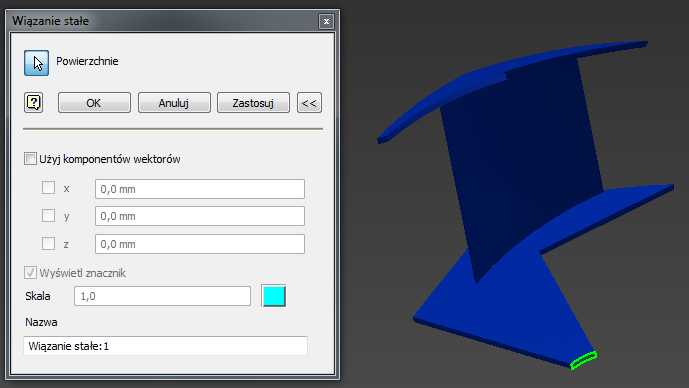 Wiązanie stałe
x
Powierzchnie
?
OK
Anuluj
Zastosuj
<<
Użyj komponentów wektorów
x 0,0 mm
y 0,0 mm
z 0,0 mm
Wyświetl znacznik
Skala 1,0
Nazwa
Wiązanie stałe:1